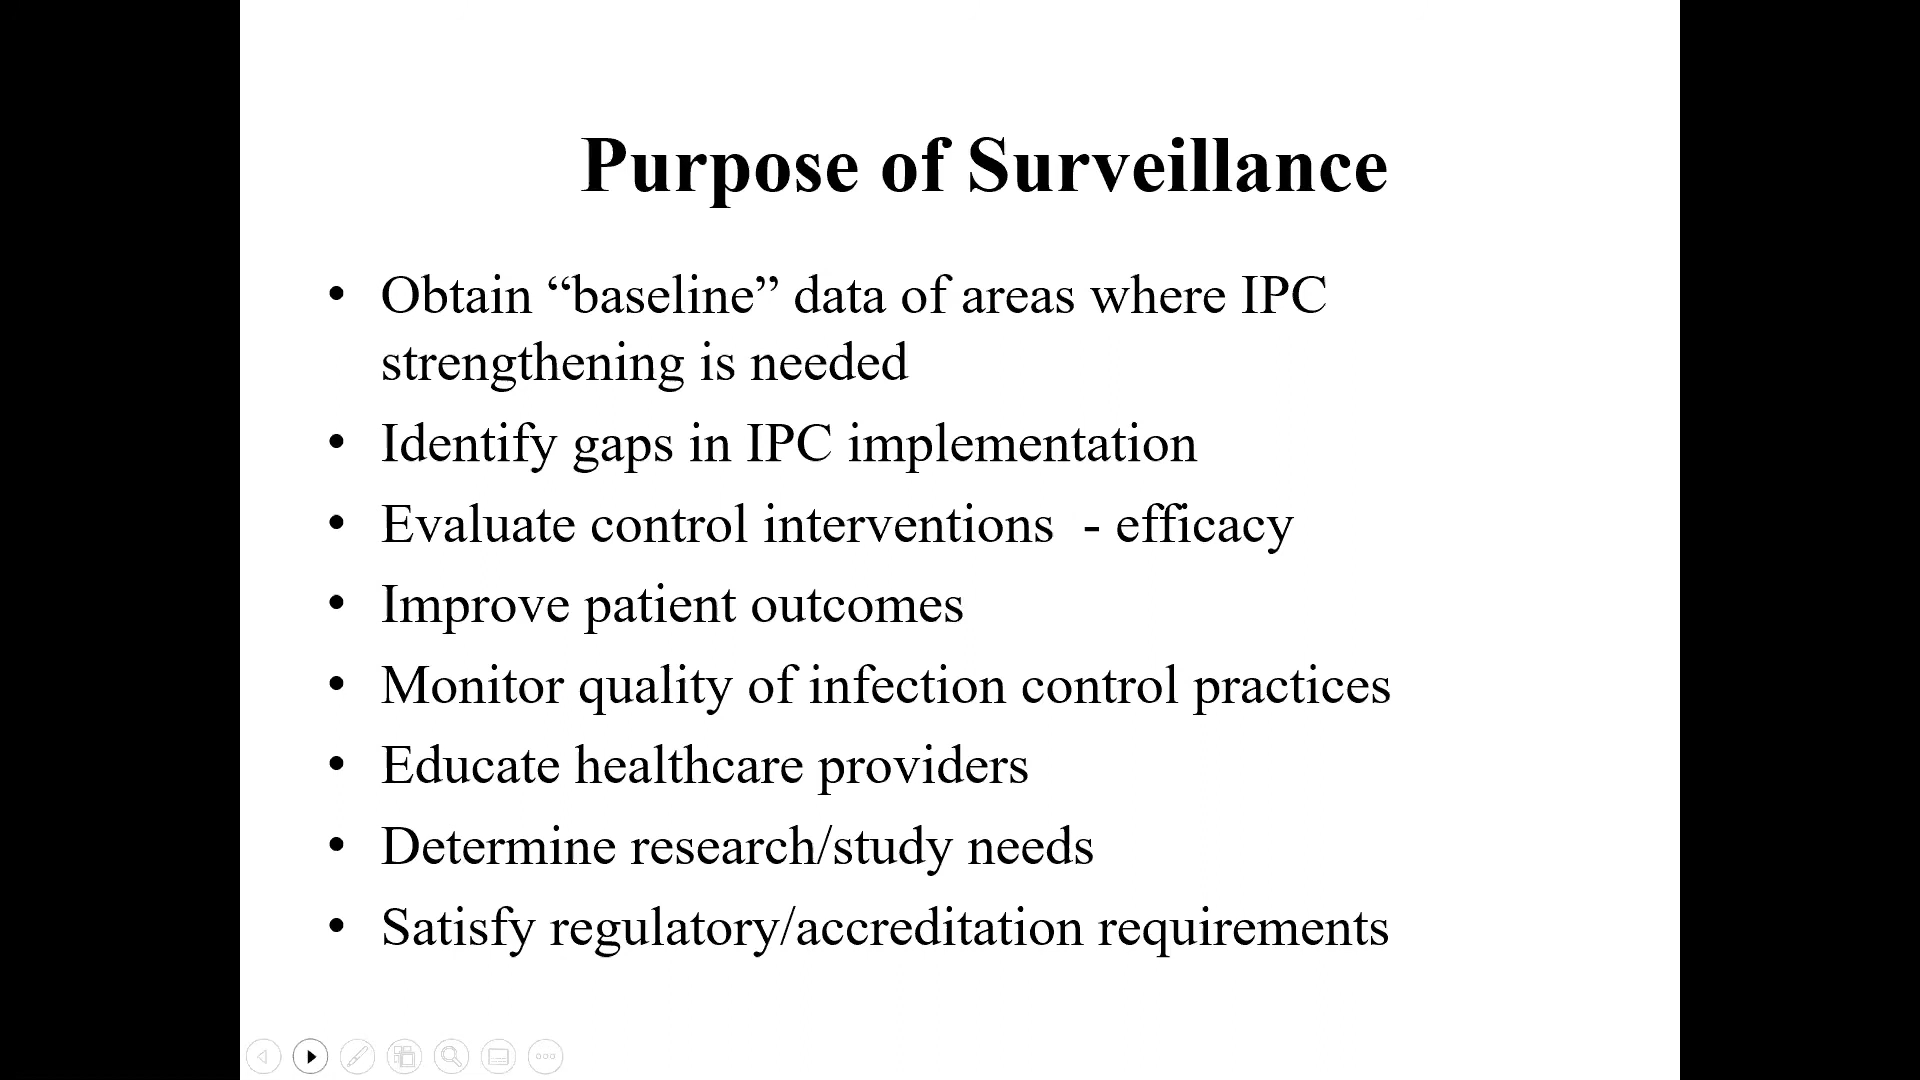 Purpose of Surveillance
• Obtain “baseline” data of areas where IPC
strengthening is needed
• Identify gaps in IPC implementation
• Evaluate control interventions  - efficacy
• Improve patient outcomes
• Monitor quality of infection control practices
• Educate healthcare providers
• Determine research/study needs
• Satisfy regulatory/accreditation requirements